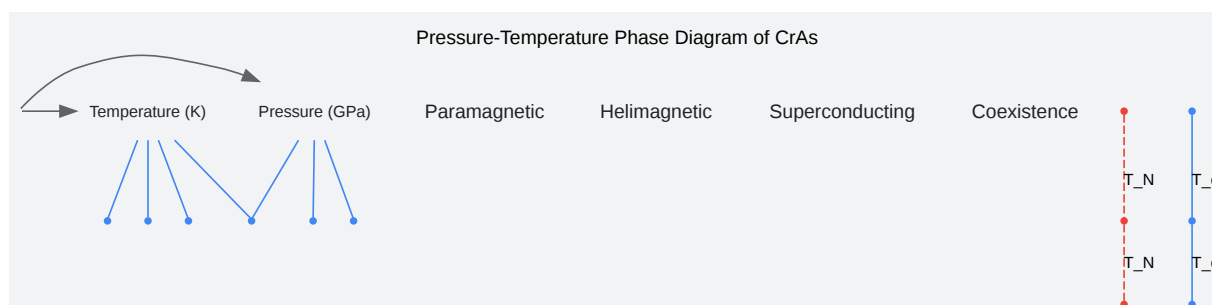 Pressure-Temperature Phase Diagram of CrAs
Temperature (K) Pressure (GPa) Paramagnetic Helimagnetic Superconducting Coexistence
T_N
T_N